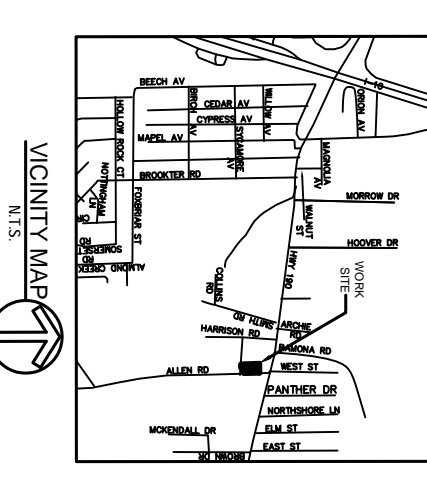 I-10
BEECH AV
CEDAR AV
CYPRESS AV
MAPEL AV
BROOKTER RD
BIRCH AV
WILLOW AV
SYCAMORE AV
ORION AV
MAGNOLIA AV
HOLLOW ROCK CT
NOTTINGHAM LN
CIR
SOMERSET RD
FOXBRIAR ST
ALMOND CREEK RD
MORROW DR
WALNUT ST
HOOVER DR
HWY 190
COLLINS RD
WORK SITE
ARCHIE SMITH RD
HARRISON RD
RAMONA RD
RD
ALLEN RD
WEST ST
PANTHER DR
NORTHSHORE LN
ELM ST
EAST ST
MCKENDALL DR
BROWN DR
VICINITY MAP
N.T.S.